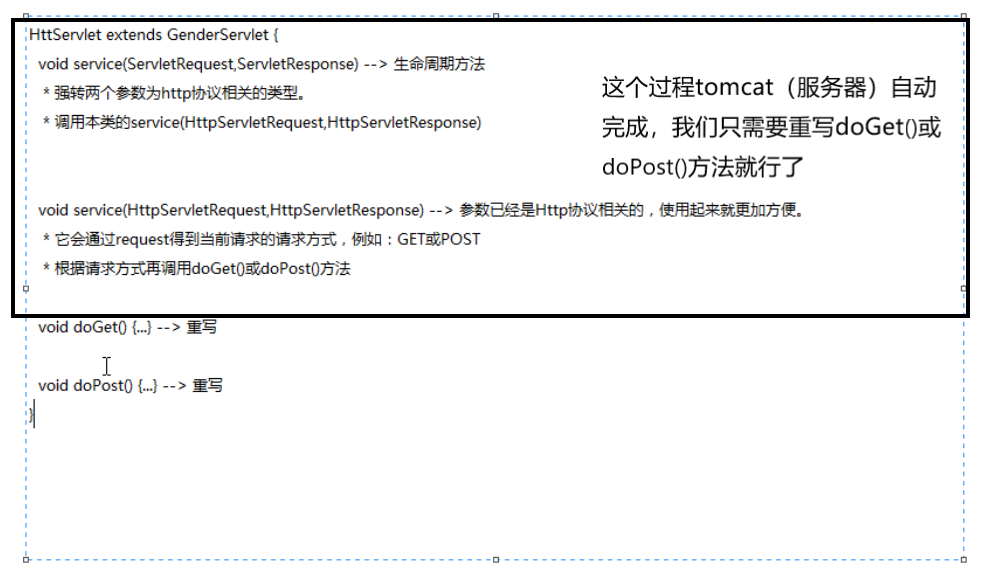 HttServlet extends GenderServlet {
void service(ServletRequest,ServletResponse) --> 生命周期方法
* 强转两个参数为http协议相关的类型。
* 调用本类的service(HttpServletRequest,HttpServletResponse)
这个过程tomcat（服务器）自动
完成，我们只需要重写doGet()或
doPost()方法就行了
void service(HttpServletRequest,HttpServletResponse) --> 参数已经是Http协议相关的，使用起来就更加方便。
* 它会通过request得到当前请求的请求方式，例如：GET或POST
* 根据请求方式再调用doGet()或doPost()方法
void doGet() {...} --> 重写
void doPost() {...} --> 重写
}